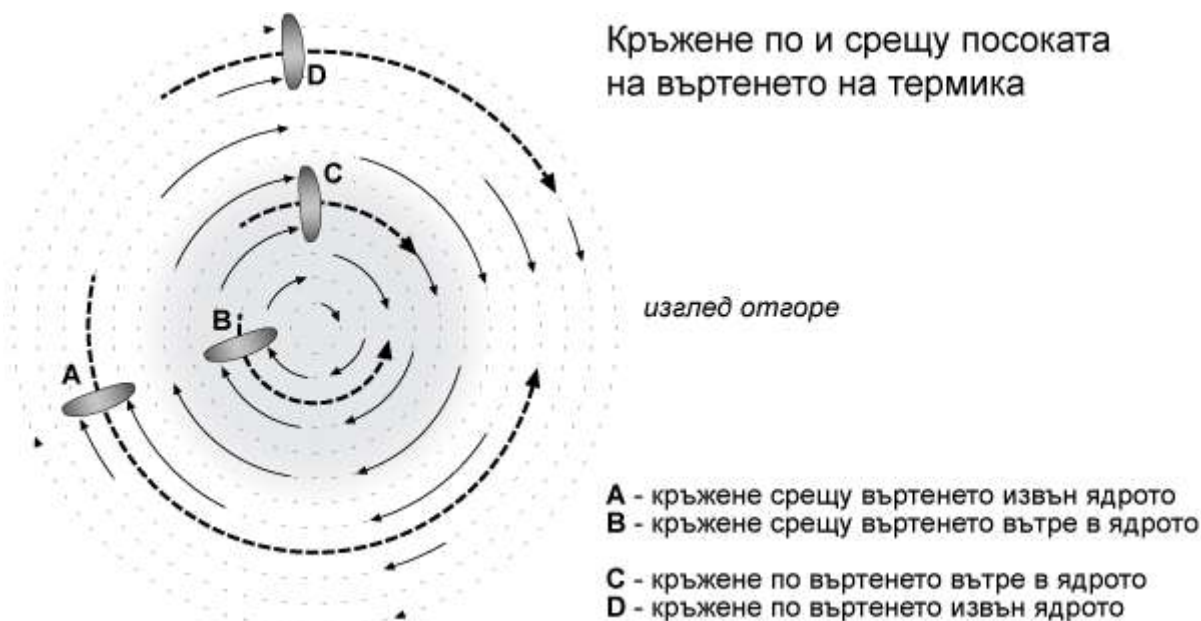 Кръжене по и срещу посоката
на въртенето на термика
D
C
изглед отгоре
B
A
A - кръжене срещу въртенето извън ядрото
B - кръжене срещу въртенето вътре в ядрото
C - кръжене по въртенето вътре в ядрото
D - кръжене по въртенето извън ядрото